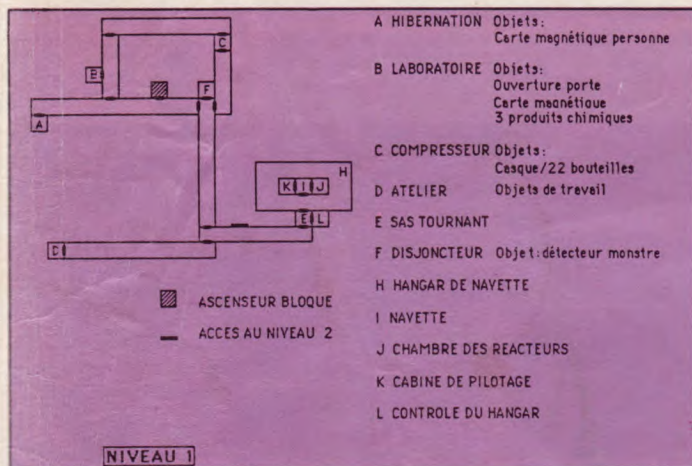 A HIBERNATION Objets:
Carte magnétique personne
B LABORATOIRE Objets:
Ouverture porte
Carte maonétique
3 produits chimiques
C COMPRESSEUR Objets:
Casque/22 bouteilles
D ATELIER Objets de travail
E SAS TOURNANT
F DISJONCTEUR Objet:détecteur monstre
H HANGAR DE NAVETTE
I NAVETTE
J CHAMBRE DES REACTEURS
K CABINE DE PILOTAGE
L CONTROLE DU HANGAR
C
B
F
A
H
K I J
E L
D
ASCENSEUR BLOQUE
ACCES AU NIVEAU 2
NIVEAU 1